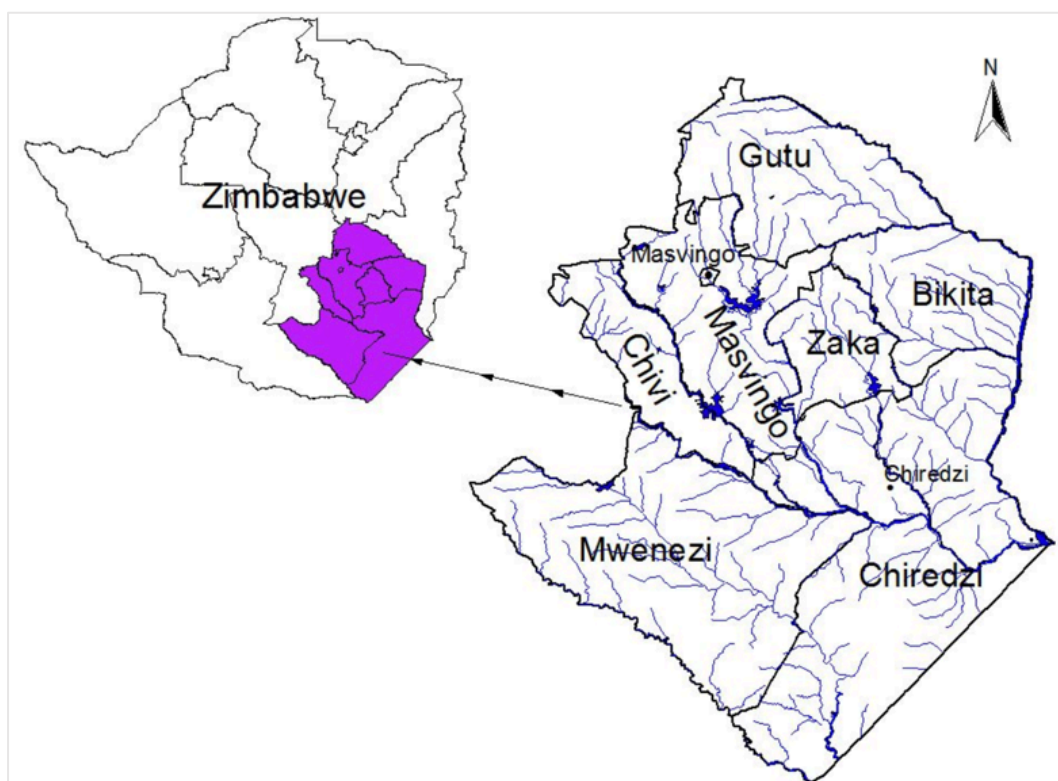 Zimbabwe
N
Gutu
Masvingo
Bikita
Masvingo
Zaka
Chivi
Chiredzi
Mwenezi
Chiredzi